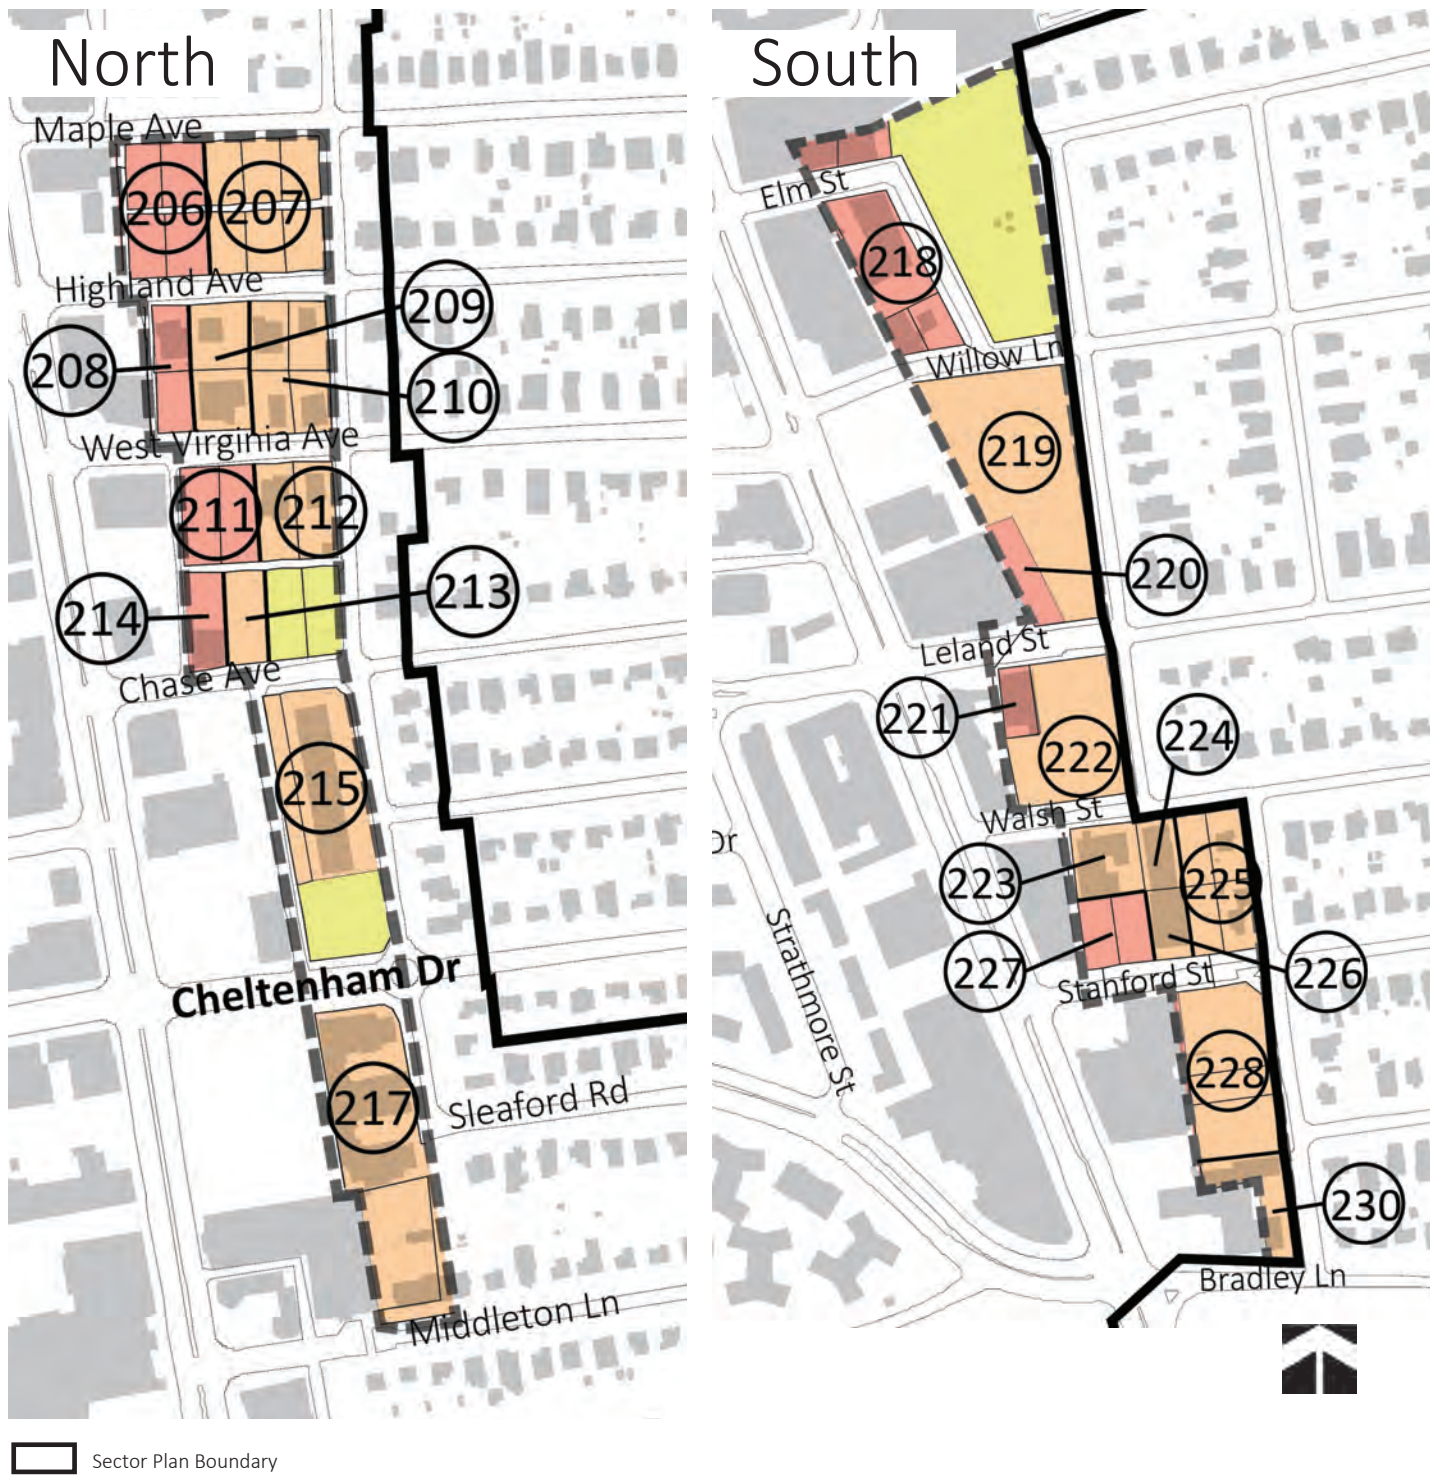 North
Maple Ave
206
207
Highland Ave
209
208
210
West Virginia Ave
211
212
213
214
Chase Ave
215
Cheltenham Dr
217
Sleaford Rd
Middleton Ln
South
Elm St
218
Willow Ln
219
220
Leland St
221
222
224
Walsh St
Dr
223
225
227
226
Stanford St
Strathmore St
228
230
Bradley Ln
Sector Plan Boundary